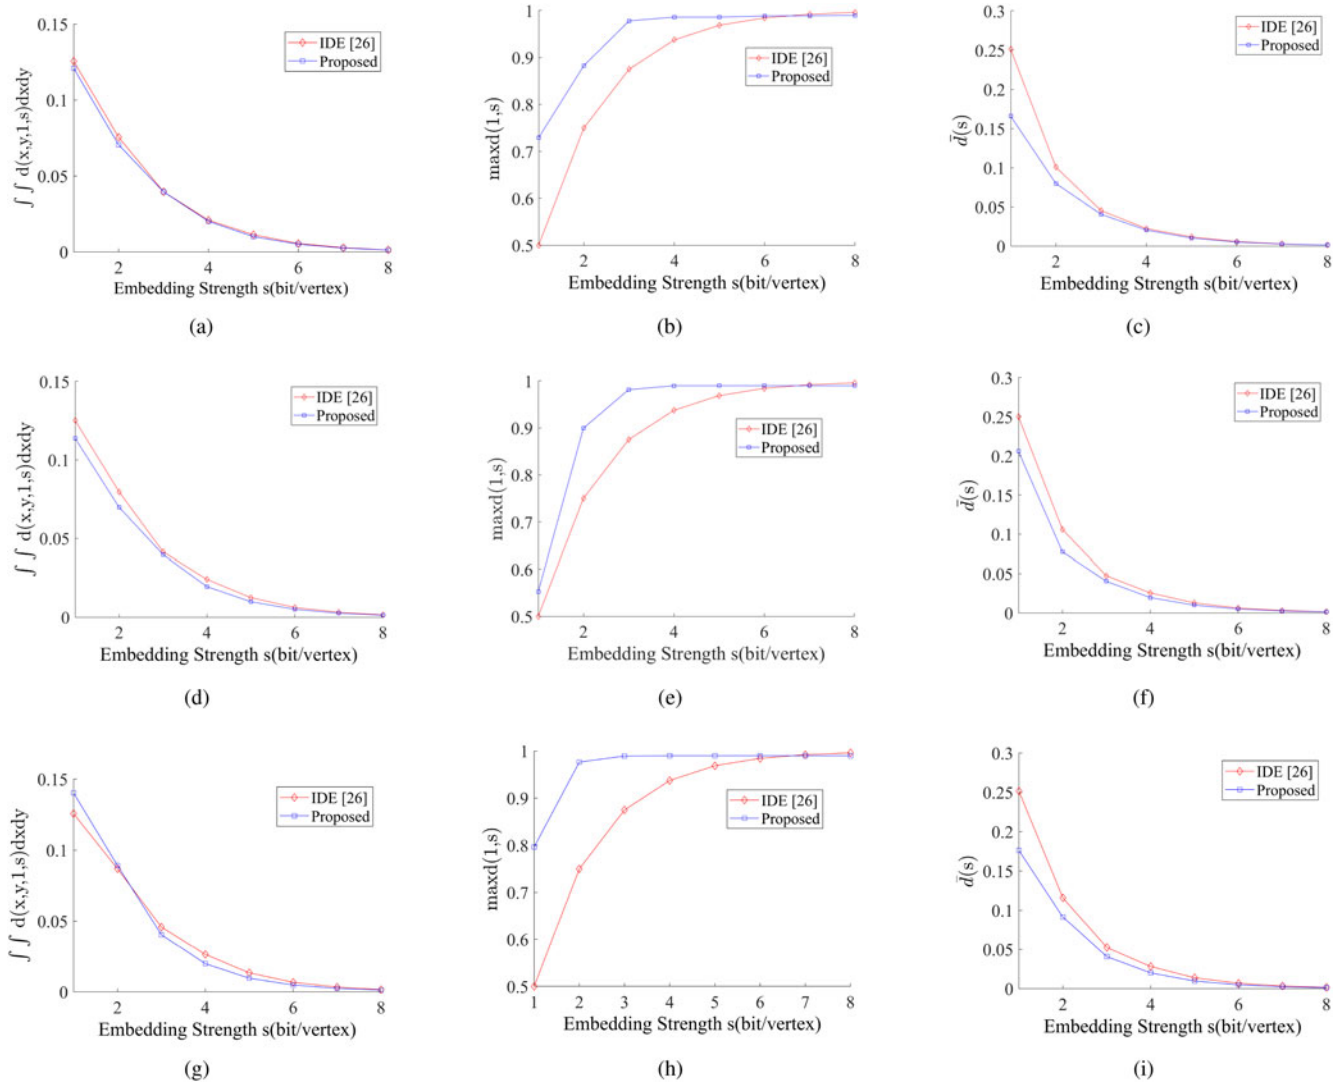 0.15
0.1
0.05
0
2
4
6
8
∫ ∫ d(x,y,1,s)dxdy
Embedding Strength s(bit/vertex)
IDE [26]
Proposed
(a)
1
0.9
0.8
0.7
0.6
0.5
2
4
6
8
maxd(1,s)
Embedding Strength s(bit/vertex)
IDE [26]
Proposed
(b)
0.3
0.25
0.2
0.15
0.1
0.05
0
2
4
6
8
d̄(s)
Embedding Strength s(bit/vertex)
IDE [26]
Proposed
(c)
0.15
0.1
0.05
0
2
4
6
8
∫ ∫ d(x,y,1,s)dxdy
Embedding Strength s(bit/vertex)
IDE [26]
Proposed
(d)
1
0.9
0.8
0.7
0.6
0.5
2
4
6
8
maxd(1,s)
Embedding Strength s(bit/vertex)
IDE [26]
Proposed
(e)
0.3
0.25
0.2
0.15
0.1
0.05
0
2
4
6
8
d̄(s)
Embedding Strength s(bit/vertex)
IDE [26]
Proposed
(f)
0.15
0.1
0.05
0
2
4
6
8
∫ ∫ d(x,y,1,s)dxdy
Embedding Strength s(bit/vertex)
IDE [26]
Proposed
(g)
1
0.9
0.8
0.7
0.6
0.5
1
2
3
4
5
6
7
8
maxd(1,s)
Embedding Strength s(bit/vertex)
IDE [26]
Proposed
(h)
0.3
0.25
0.2
0.15
0.1
0.05
0
2
4
6
8
d̄(s)
Embedding Strength s(bit/vertex)
IDE [26]
Proposed
(i)